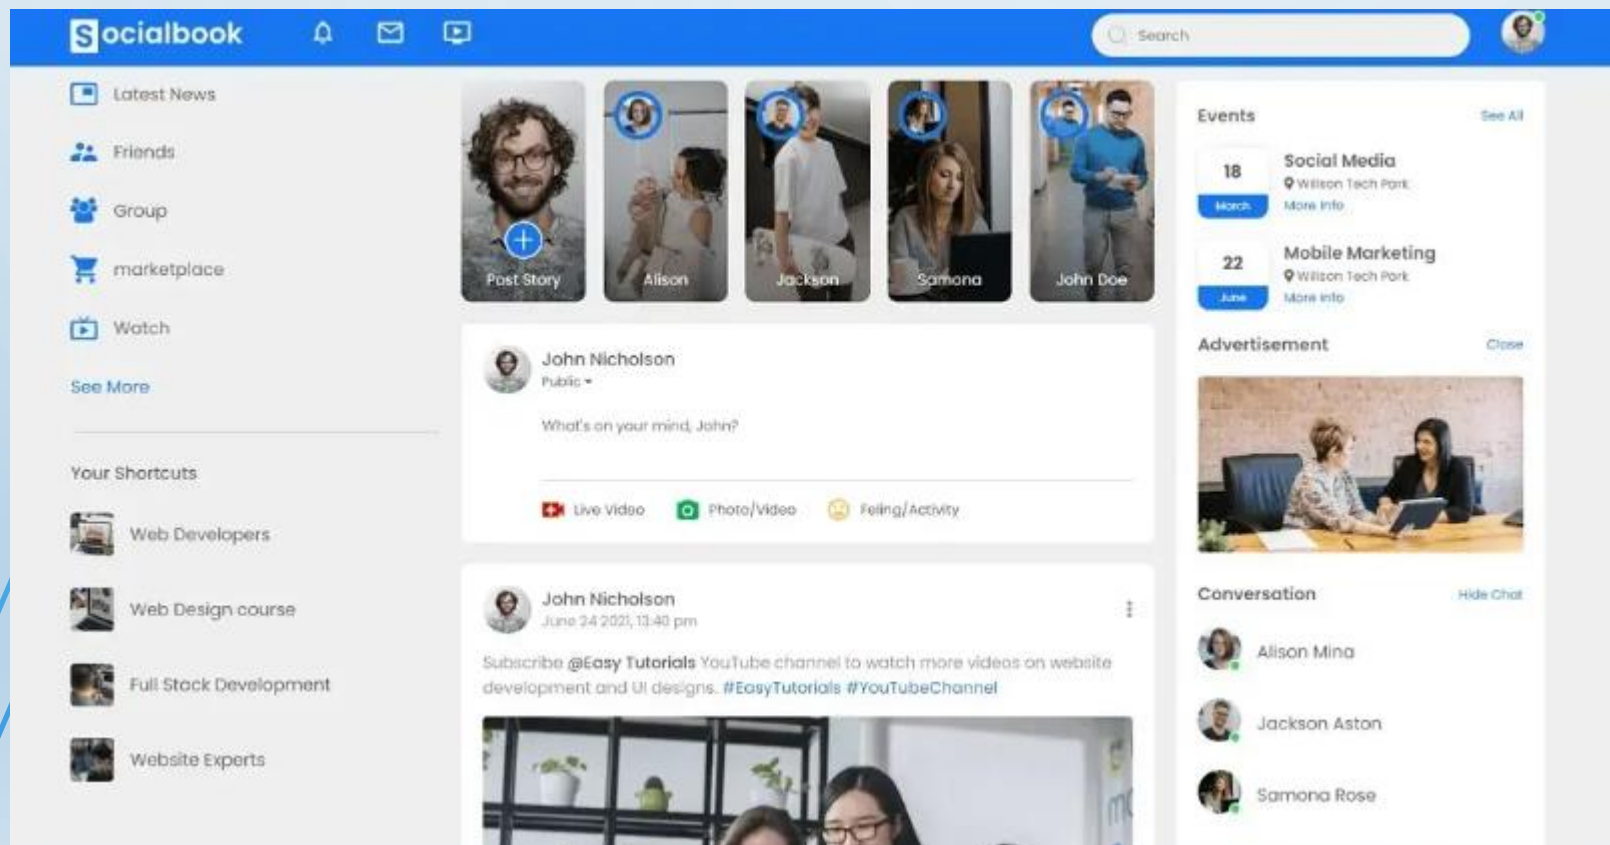 Socialbook
Search
Latest News
Friends
Group
marketplace
Watch
See More
Your Shortcuts
Web Developers
Web Design course
Full Stack Development
Website Experts
Post Story
Alison
Jackson
Samona
John Doe
John Nicholson
Public
What's on your mind, John?
Live Video
Photo/Video
Feling/Activity
John Nicholson
June 24 2021, 13:40 pm
Subscribe @Easy Tutorials YouTube channel to watch more videos on website
development and UI designs. #EasyTutorials #YouTubeChannel
Events
See All
18
March
Social Media
Willson Tech Park
More Info
22
June
Mobile Marketing
Willson Tech Park
More Info
Advertisement
Close
Conversation
Hide Chat
Alison Mina
Jackson Aston
Samona Rose